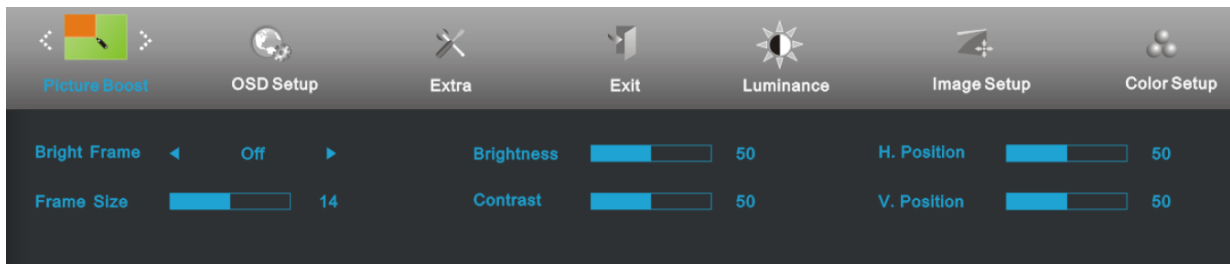 Picture Boost OSD Setup Extra Exit Luminance Image Setup Color Setup
Bright Frame Off Brightness 50 H. Position 50
Frame Size 14 Contrast 50 V. Position 50